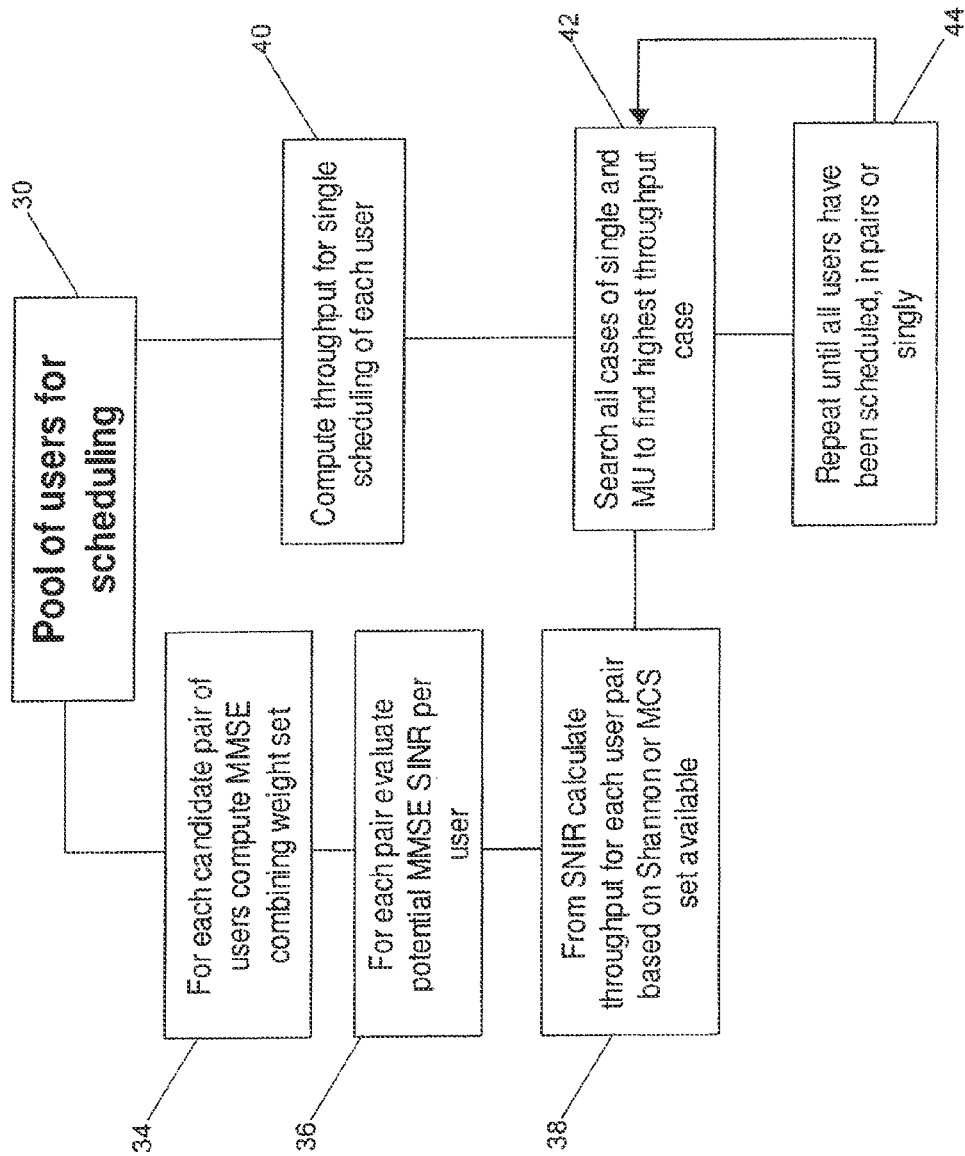 30
Pool of users for
scheduling
34
For each candidate pair of
users compute MMSE
combining weight set
36
For each pair evaluate
potential MMSE SINR per
user
38
From SNIR calculate
throughput for each user pair
based on Shannon or MCS
set available
40
Compute throughput for single
scheduling of each user
42
Search all cases of single and
MU to find highest throughput
case
44
Repeat until all users have
been scheduled, in pairs or
singly